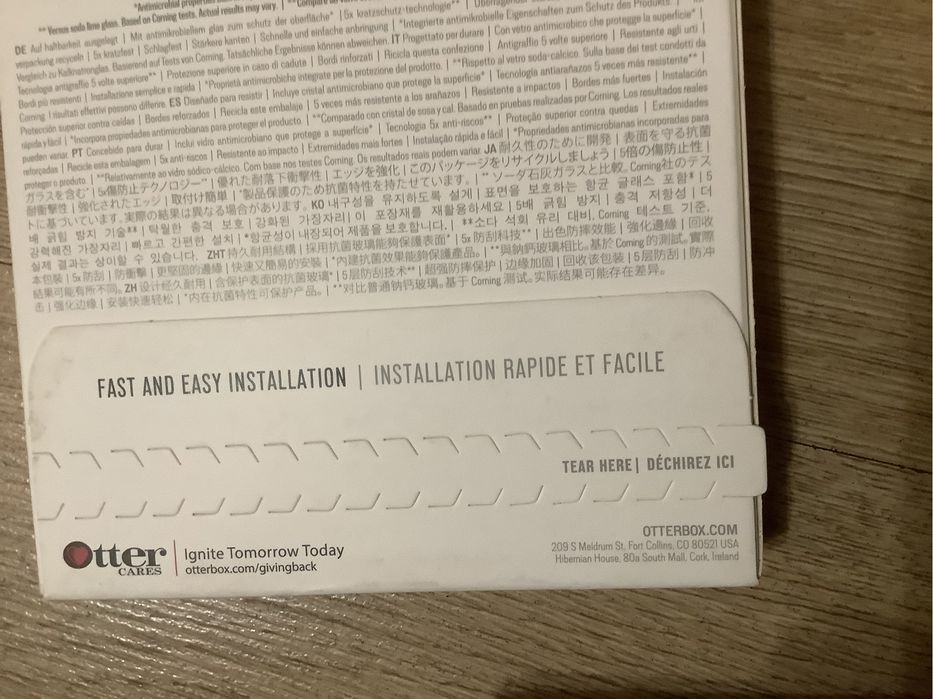 *Antimicrobial
** Versus soda lime glass. Based on Corning tests. Actual results may vary.
DE Auf haltbarkeit ausgelegt | Mit antimikrobiellem glas zum schutz der oberfläche* | 5x kratzschutz-technologie**
verpackung recyceln | 5x kratzfest | Schlagfest | Stärkere kanten | Schnelle und einfache anbringung | *Integrierte antimikrobielle Eigenschaften zum Schutz des Produkts.
Vergleich zu Kalknatronglas. Basierend auf Tests von Corning. Tatsächliche Ergebnisse können abweichen. IT Progettato per durare | Con vetro antimicrobico che protegge la superficie* |
Tecnologia antigraffio 5 volte superiore** | Protezione superiore in caso di caduta | Bordi rinforzati | Ricicla questa confezione | Antigraffio 5 volte superiore | Resistente agli urti |
Bordi più resistenti | Installazione semplice e rapida | *Proprietà antimicrobiche integrate per la protezione del prodotto. | **Rispetto al vetro soda-calcico. Sulla base dei test condotti da
Corning. I risultati effettivi possono differire. ES Diseñado para resistir | Incluye cristal antimicrobiano que protege la superficie* | Tecnología antiarañazos 5 veces más resistente** |
Protección superior contra caídas | Bordes reforzados | Recicla este embalaje | 5 veces más resistente a los arañazos | Resistente a impactos | Bordes más fuertes | Instalación
rápida y fácil | *Incorpora propiedades antimicrobianas para proteger el producto. | **Comparado con cristal de sosa y cal. Basado en pruebas realizadas por Corning. Los resultados reales
pueden variar. PT Concebido para durar | Inclui vidro antimicrobiano que protege a superfície* | Tecnologia 5x anti-riscos** | Proteção superior contra quedas | Extremidades
reforçadas | Recicle esta embalagem | 5x anti-riscos | Resistente ao impacto | Extremidades mais fortes | Instalação rápida e fácil | *Propriedades antimicrobianas incorporadas para
proteger o produto. | **Relativamente ao vidro sódico-cálcico. Com base nos testes Corning. Os resultados reais podem variar. JA 耐久性のために開発 | 表面を守る抗菌
ガラスを含む* | 5x傷防止テクノロジー** | 優れた耐落下衝撃性 | エッジを強化 | このパッケージをリサイクルしましょう | 5倍の傷防止性 |
耐衝撃性 | 強化されたエッジ | 取付け簡単 | *製品保護のため抗菌特性を持たせています。 | ** ソーダ石灰ガラスと比較。Corning社のテス
トに基づいています。実際の結果は異なる場合があります。KO 내구성을 유지하도록 설계 | 표면을 보호하는 항균 글래스 포함* | 5
배 긁힘 방지 기술** | 탁월한 충격 보호 | 강화된 가장자리 | 이 포장재를 재활용하세요 | 5배 긁힘 방지 | 충격 저항성 | 더
강력해진 가장자리 | 빠르고 간편한 설치 | *항균성이 내장되어 제품을 보호합니다. | **소다 석회 유리 대비. Corning 테스트 기준.
실제 결과는 상이할 수 있습니다. ZHT 持久耐用結構 | 採用抗菌玻璃能夠保護表面* | 5x 防刮科技** | 出色防摔效能 | 強化邊緣 | 回收
本包裝 | 5x 防刮 | 防衝擊 | 更堅固的邊緣 | 快速又簡易的安裝 | *內建抗菌效果能夠保護產品。 | **與鈉鈣玻璃相比。基於 Corning 的測試。實際
結果可能有所不同。ZH 设计经久耐用 | 含保护表面的抗菌玻璃* | 5层防刮技术** | 超强防摔保护 | 边缘加固 | 回收该包装 | 5层防刮 | 防冲
击 | 强化边缘 | 安装快速轻松 | *内在抗菌特性可保护产品。 | **对比普通钠钙玻璃。基于 Corning 测试。实际结果可能存在差异。
FAST AND EASY INSTALLATION | INSTALLATION RAPIDE ET FACILE
TEAR HERE | DÉCHIREZ ICI
Otter CARES
Ignite Tomorrow Today
otterbox.com/givingback
OTTERBOX.COM
209 S Meldrum St, Fort Collins, CO 80521 USA
Hibernian House, 80a South Mall, Cork, Ireland